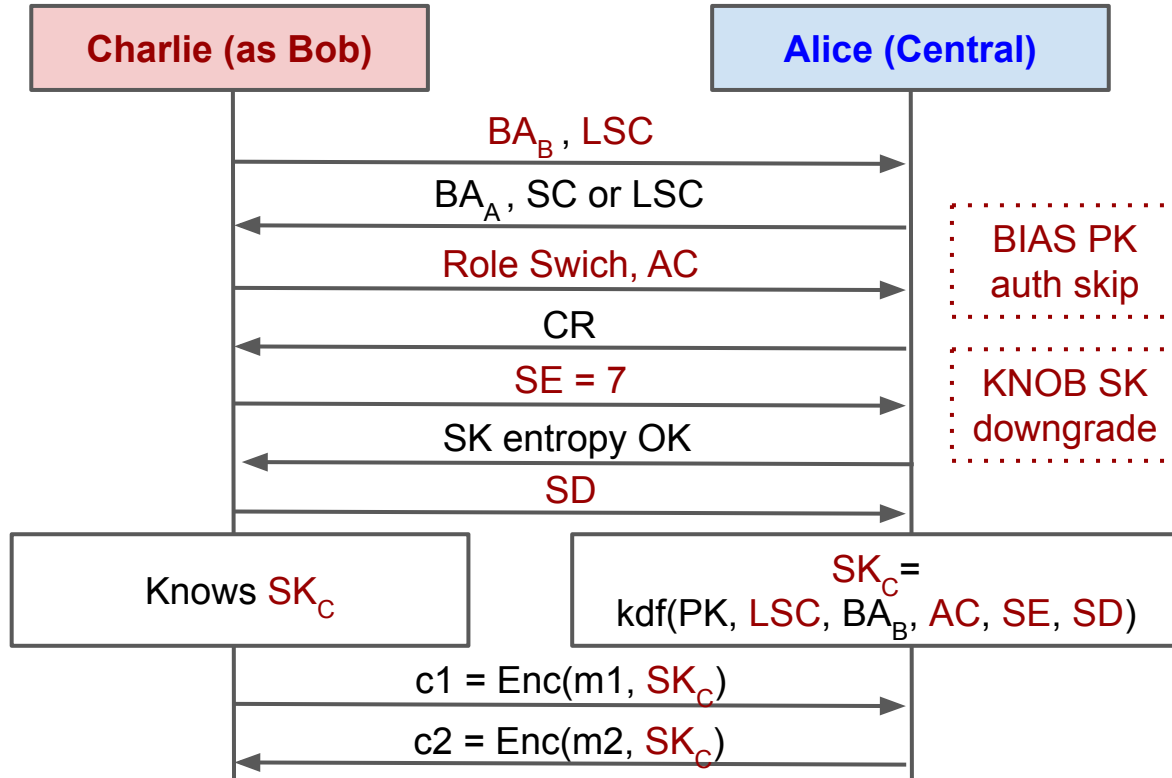 Charlie (as Bob)
Alice (Central)
BA_B , LSC
BA_A , SC or LSC
Role Swich, AC
CR
SE = 7
SK entropy OK
SD
BIAS PK
auth skip
KNOB SK
downgrade
Knows SK_C
SK_C=
kdf(PK, LSC, BA_B, AC, SE, SD)
c1 = Enc(m1, SK_C)
c2 = Enc(m2, SK_C)